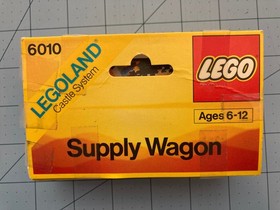 6010
LEGOLAND
Castle System
LEGO
Ages 6-12
Supply Wagon